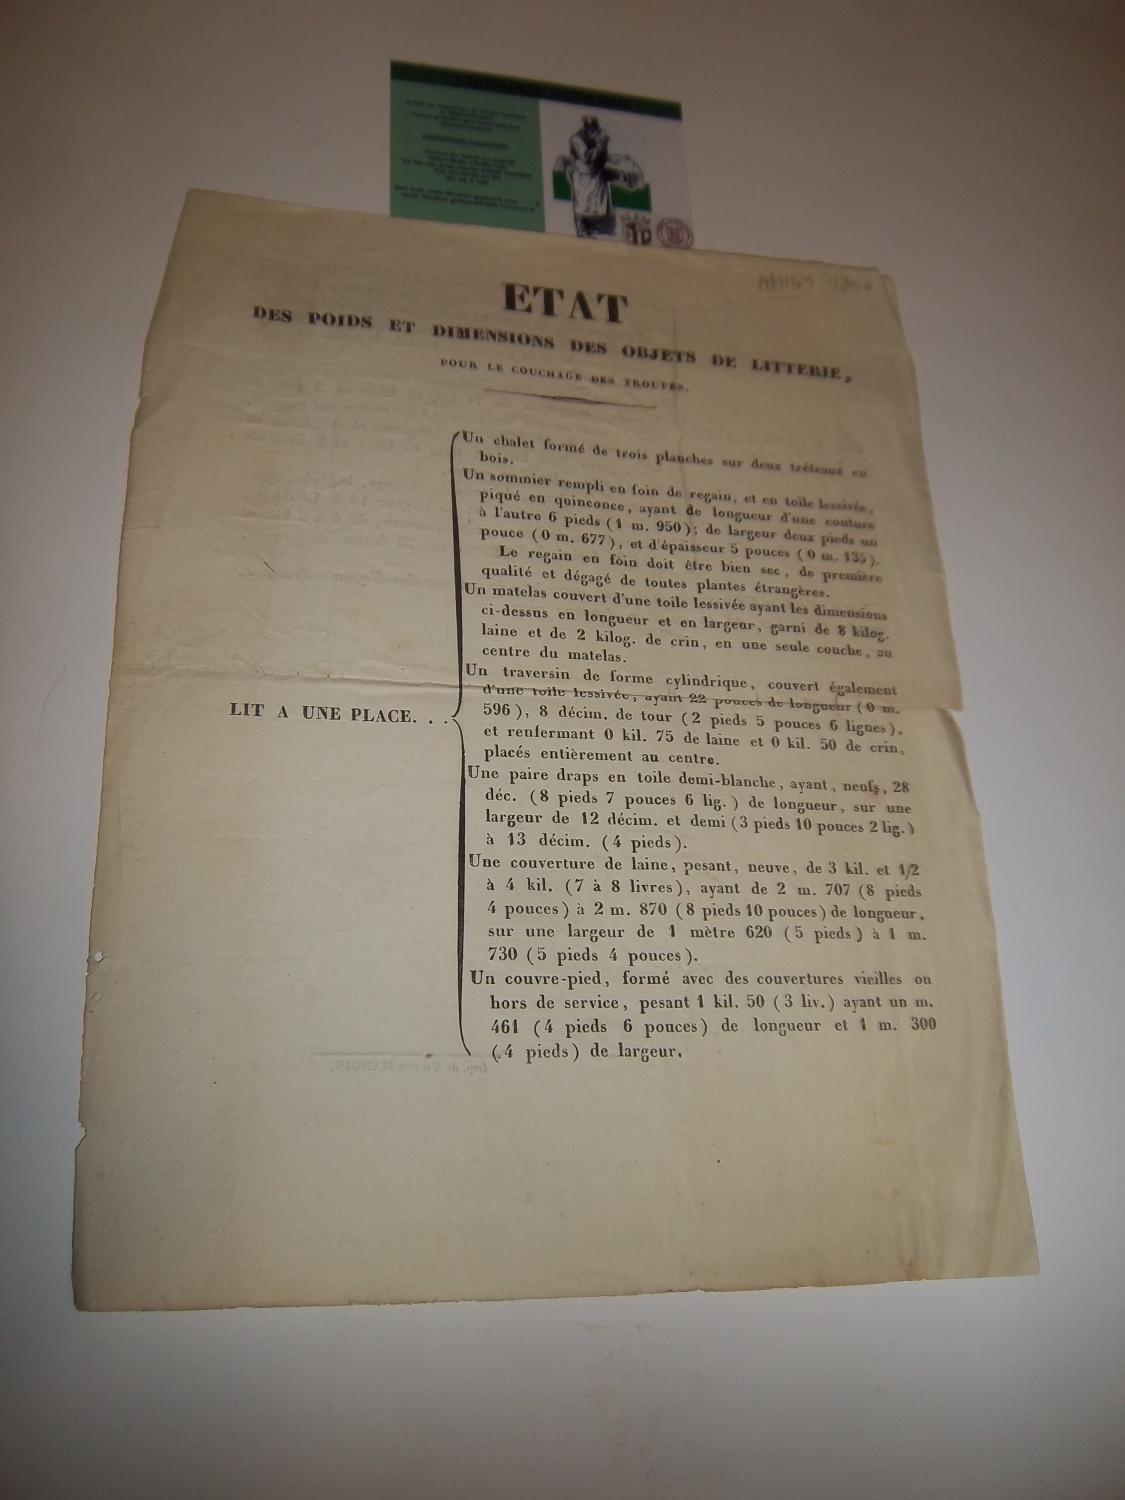 ETAT
DES POIDS ET DIMENSIONS DES OBJETS DE LITTERIE,
POUR LE COUCHAGE DES TROUPES.
LIT A UNE PLACE. . .
Un chalet formé de trois planches sur deux tréteaux en
bois.
Un sommier rempli en foin de regain, et en toile lessivée,
piqué en quinconce, ayant de longueur d'une couture
à l'autre 6 pieds (1 m. 950); de largeur deux pieds un
pouce (0 m. 677), et d'épaisseur 5 pouces (0 m. 135).
Le regain en foin doit être bien sec, de première
qualité et dégagé de toutes plantes étrangères.
Un matelas couvert d'une toile lessivée ayant les dimensions
ci-dessus en longueur et en largeur, garni de 8 kilog.
laine et de 2 kilog. de crin, en une seule couche, au
centre du matelas.
Un traversin de forme cylindrique, couvert également
d'une toile lessivée, ayant 22 pouces de longueur (0 m.
596), 8 décim. de tour (2 pieds 5 pouces 6 lignes),
et renfermant 0 kil. 75 de laine et 0 kil. 50 de crin,
placés entièrement au centre.
Une paire draps en toile demi-blanche, ayant, neufs, 28
déc. (8 pieds 7 pouces 6 lig.) de longueur, sur une
largeur de 12 décim. et demi (3 pieds 10 pouces 2 lig.)
à 13 décim. (4 pieds).
Une couverture de laine, pesant, neuve, de 3 kil. et 1/2
à 4 kil. (7 à 8 livres), ayant de 2 m. 707 (8 pieds
4 pouces) à 2 m. 870 (8 pieds 10 pouces) de longueur,
sur une largeur de 1 mètre 620 (5 pieds) à 1 m.
730 (5 pieds 4 pouces).
Un couvre-pied, formé avec des couvertures vieilles ou
hors de service, pesant 1 kil. 50 (3 liv.) ayant un m.
461 (4 pieds 6 pouces) de longueur et 1 m. 300
(4 pieds) de largeur.